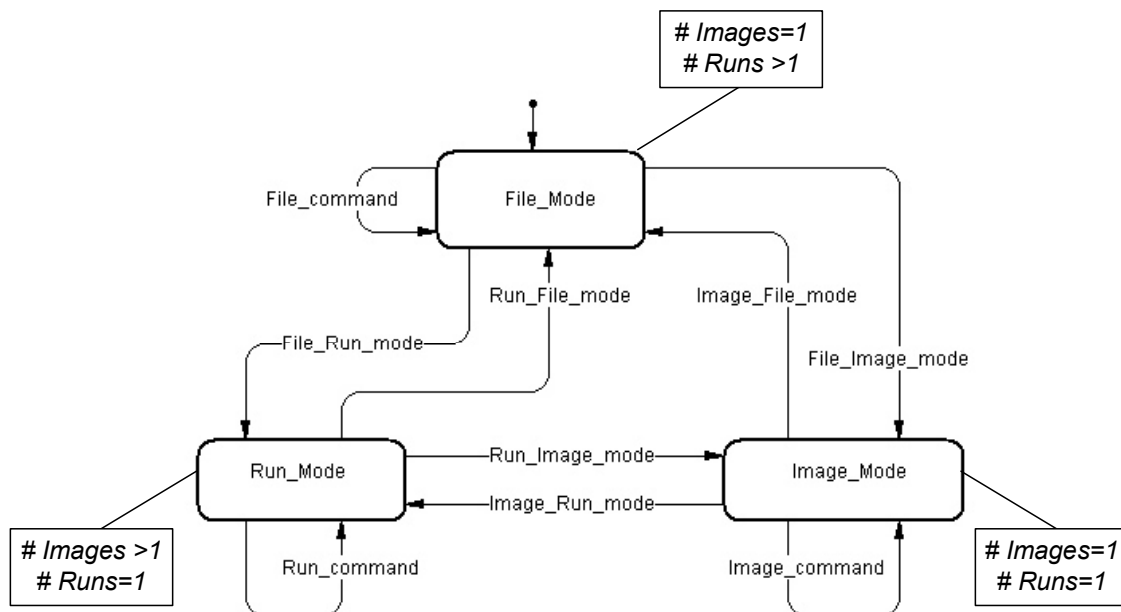 # Images=1
# Runs >1
File_command
File_Mode
Run_File_mode
Image_File_mode
File_Run_mode
File_Image_mode
Run_Mode
Run_Image_mode
Image_Mode
Image_Run_mode
# Images >1
# Runs=1
Run_command
Image_command
# Images=1
# Runs=1